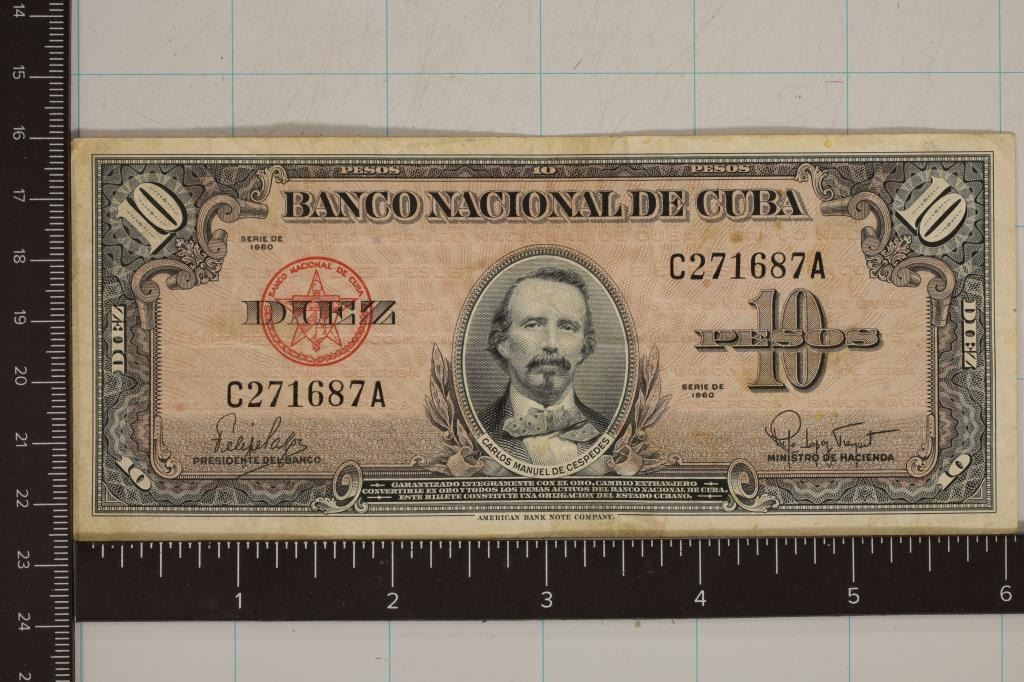 14
15
16
17
18
19
20
21
22
23
24
PESOS 10 PESOS
10 10
BANCO NACIONAL DE CUBA
SERIE DE
1960
C271687A
BANCO NACIONAL DE CUBA
DIEZ
10
PESOS
DIEZ DIEZ
C271687A
SERIE DE
1960
CARLOS MANUEL DE CESPEDES
PRESIDENTE DEL BANCO
MINISTRO DE HACIENDA
10 10
GARANTIZADO INTEGRAMENTE CON EL ORO, CAMBIO EXTRANJERO
CONVERTIBLE EN ORO Y TODOS LOS DEMAS ACTIVOS DEL BANCO NACIONAL DE CUBA.
ESTE BILLETE CONSTITUYE UNA OBLIGACION DEL ESTADO CUBANO.
AMERICAN BANK NOTE COMPANY.
1 2 3 4 5 6